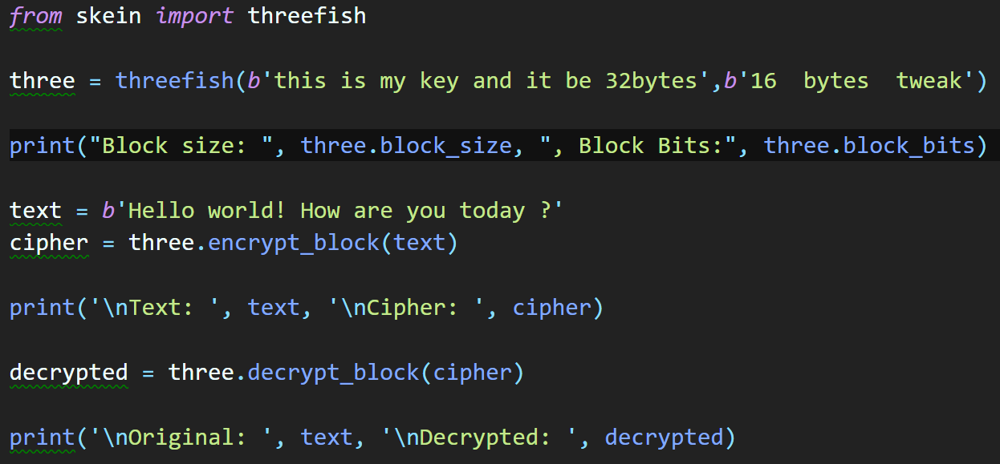 from skein import threefish
three = threefish(b'this is my key and it be 32bytes',b'16  bytes  tweak')
print("Block size: ", three.block_size, ", Block Bits:", three.block_bits)
text = b'Hello world! How are you today ?'
cipher = three.encrypt_block(text)
print('\nText: ', text, '\nCipher: ', cipher)
decrypted = three.decrypt_block(cipher)
print('\nOriginal: ', text, '\nDecrypted: ', decrypted)